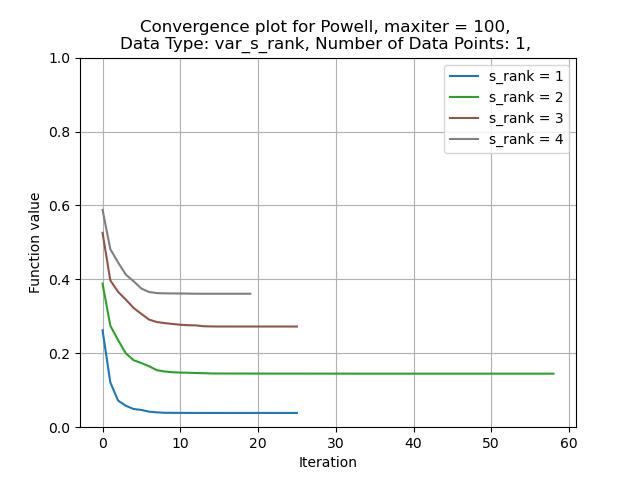 Convergence plot for Powell, maxiter = 100,
Data Type: var_s_rank, Number of Data Points: 1,
1.0
0.8
0.6
0.4
0.2
0.0
Function value
s_rank = 1
s_rank = 2
s_rank = 3
s_rank = 4
0 10 20 30 40 50 60
Iteration